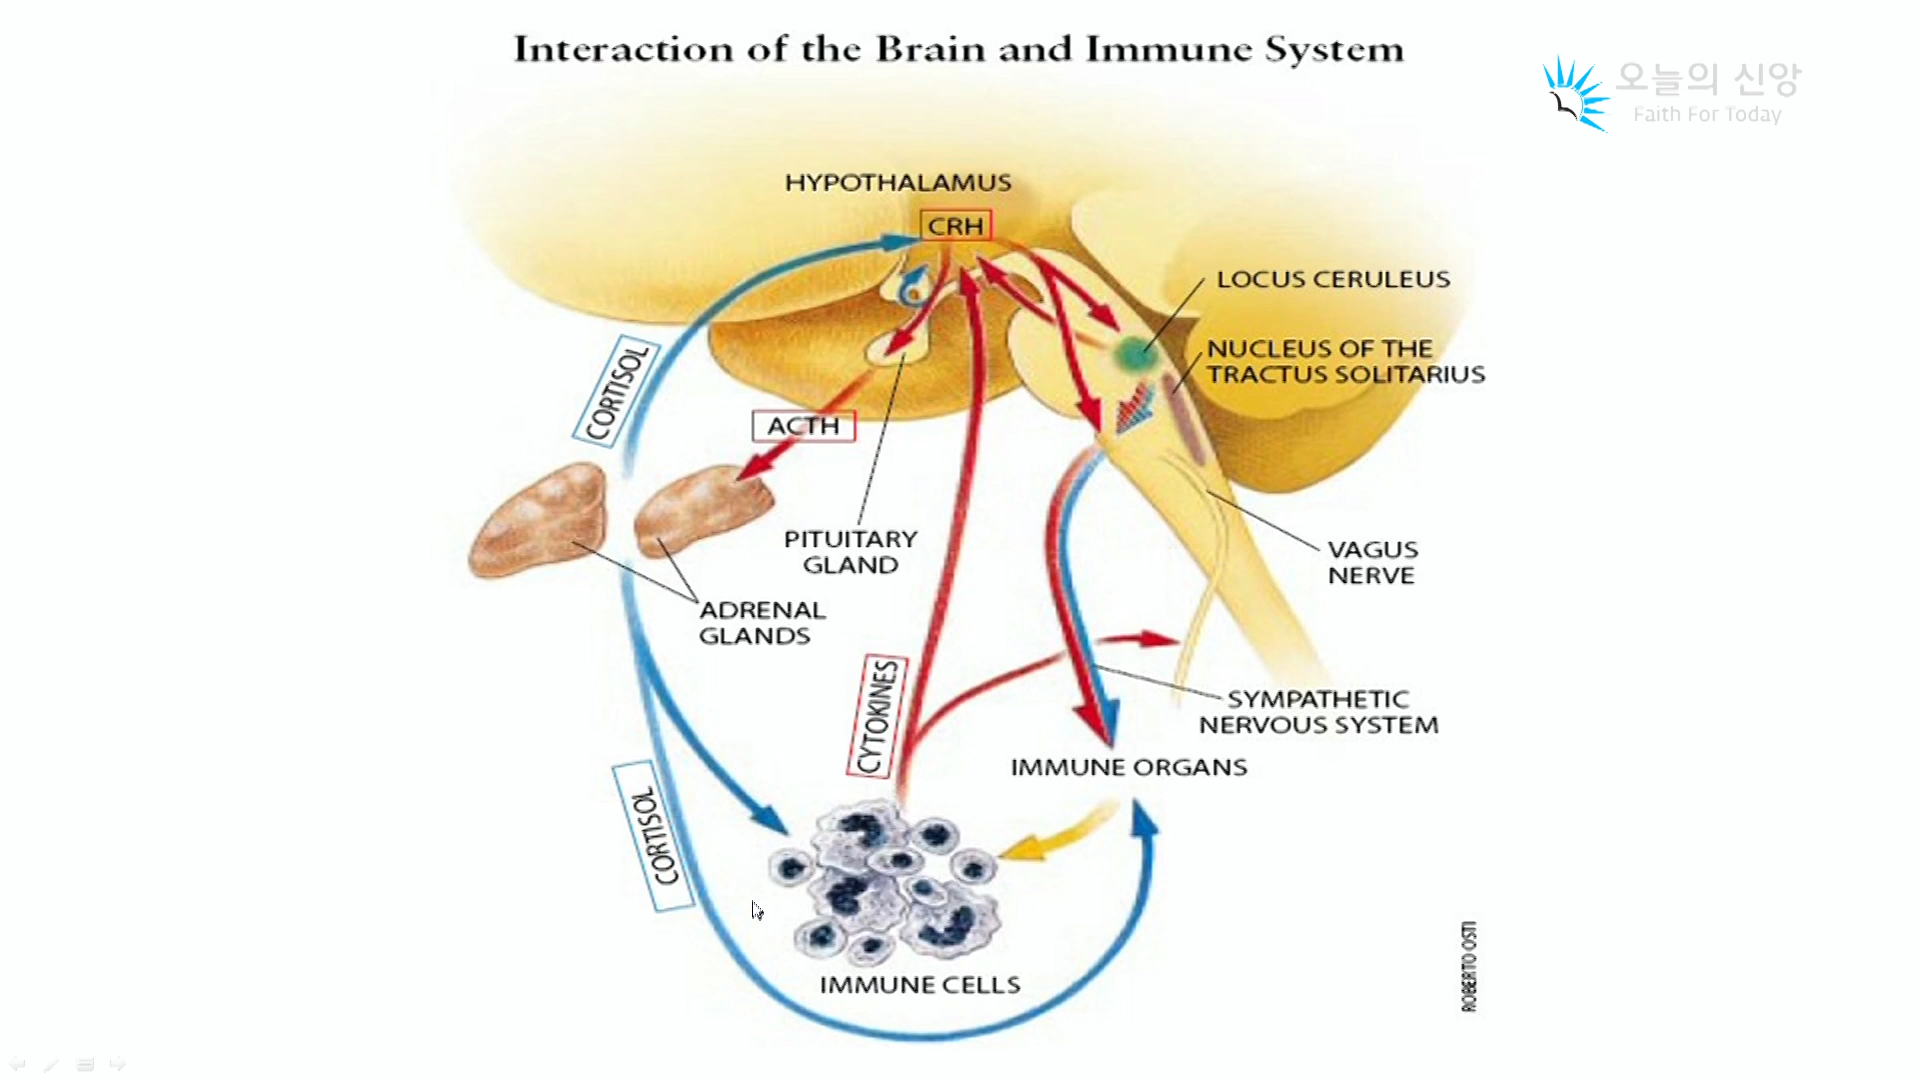 Interaction of the Brain and Immune System
오늘의 신앙
Faith For Today
HYPOTHALAMUS
CRH
LOCUS CERULEUS
NUCLEUS OF THE
TRACTUS SOLITARIUS
CORTISOL
ACTH
PITUITARY
GLAND
VAGUS
NERVE
ADRENAL
GLANDS
CYTOKINES
SYMPATHETIC
NERVOUS SYSTEM
IMMUNE ORGANS
CORTISOL
IMMUNE CELLS
ROBERTO OSTI